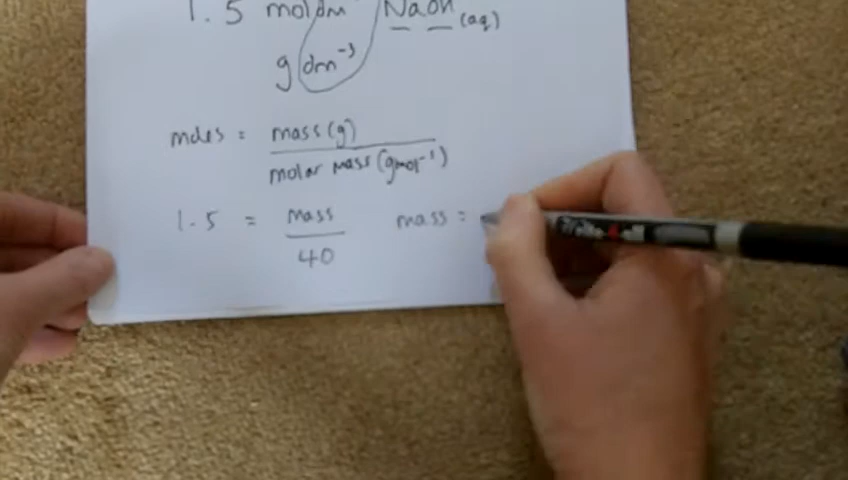 1.5 moldm NaOH (aq)
g dm⁻³
moles = mass (g)
molar mass (gmol⁻¹)
1.5 = mass
40
mass =